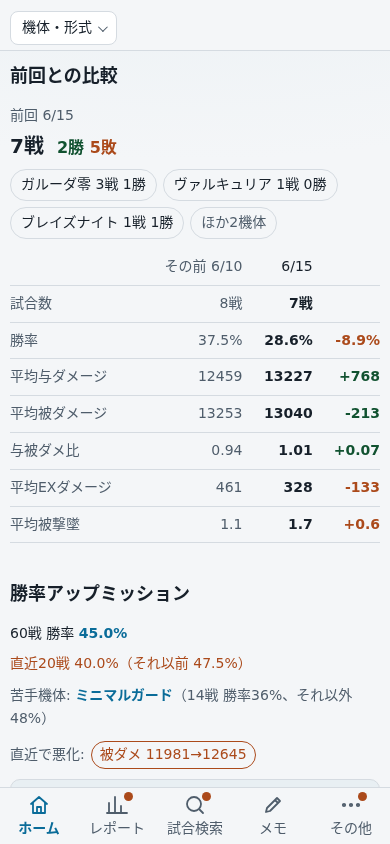 機体・形式
前回との比較
前回 6/15
7戦 2勝 5敗
ガルーダ零 3戦 1勝 ヴァルキュリア 1戦 0勝
ブレイズナイト 1戦 1勝 ほか2機体
その前 6/10 6/15
試合数 8戦 7戦
勝率 37.5% 28.6% -8.9%
平均与ダメージ 12459 13227 +768
平均被ダメージ 13253 13040 -213
与被ダメ比 0.94 1.01 +0.07
平均EXダメージ 461 328 -133
平均被撃墜 1.1 1.7 +0.6
勝率アップミッション
60戦 勝率 45.0%
直近20戦 40.0%（それ以前 47.5%）
苦手機体: ミニマルガード（14戦 勝率36%、それ以外
48%）
直近で悪化: 被ダメ 11981→12645
ホーム レポート 試合検索 メモ その他